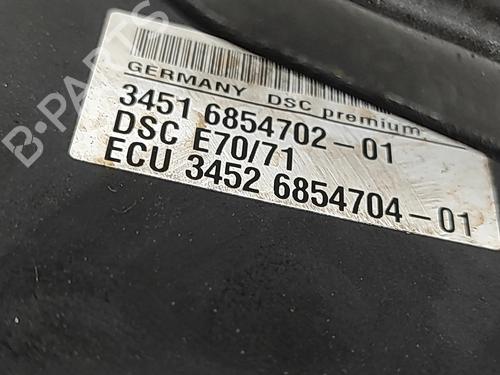 GERMANY DSC premium
3451 6854702-01
DSC E70/71
ECU 3452 6854704-01
B-PARTS